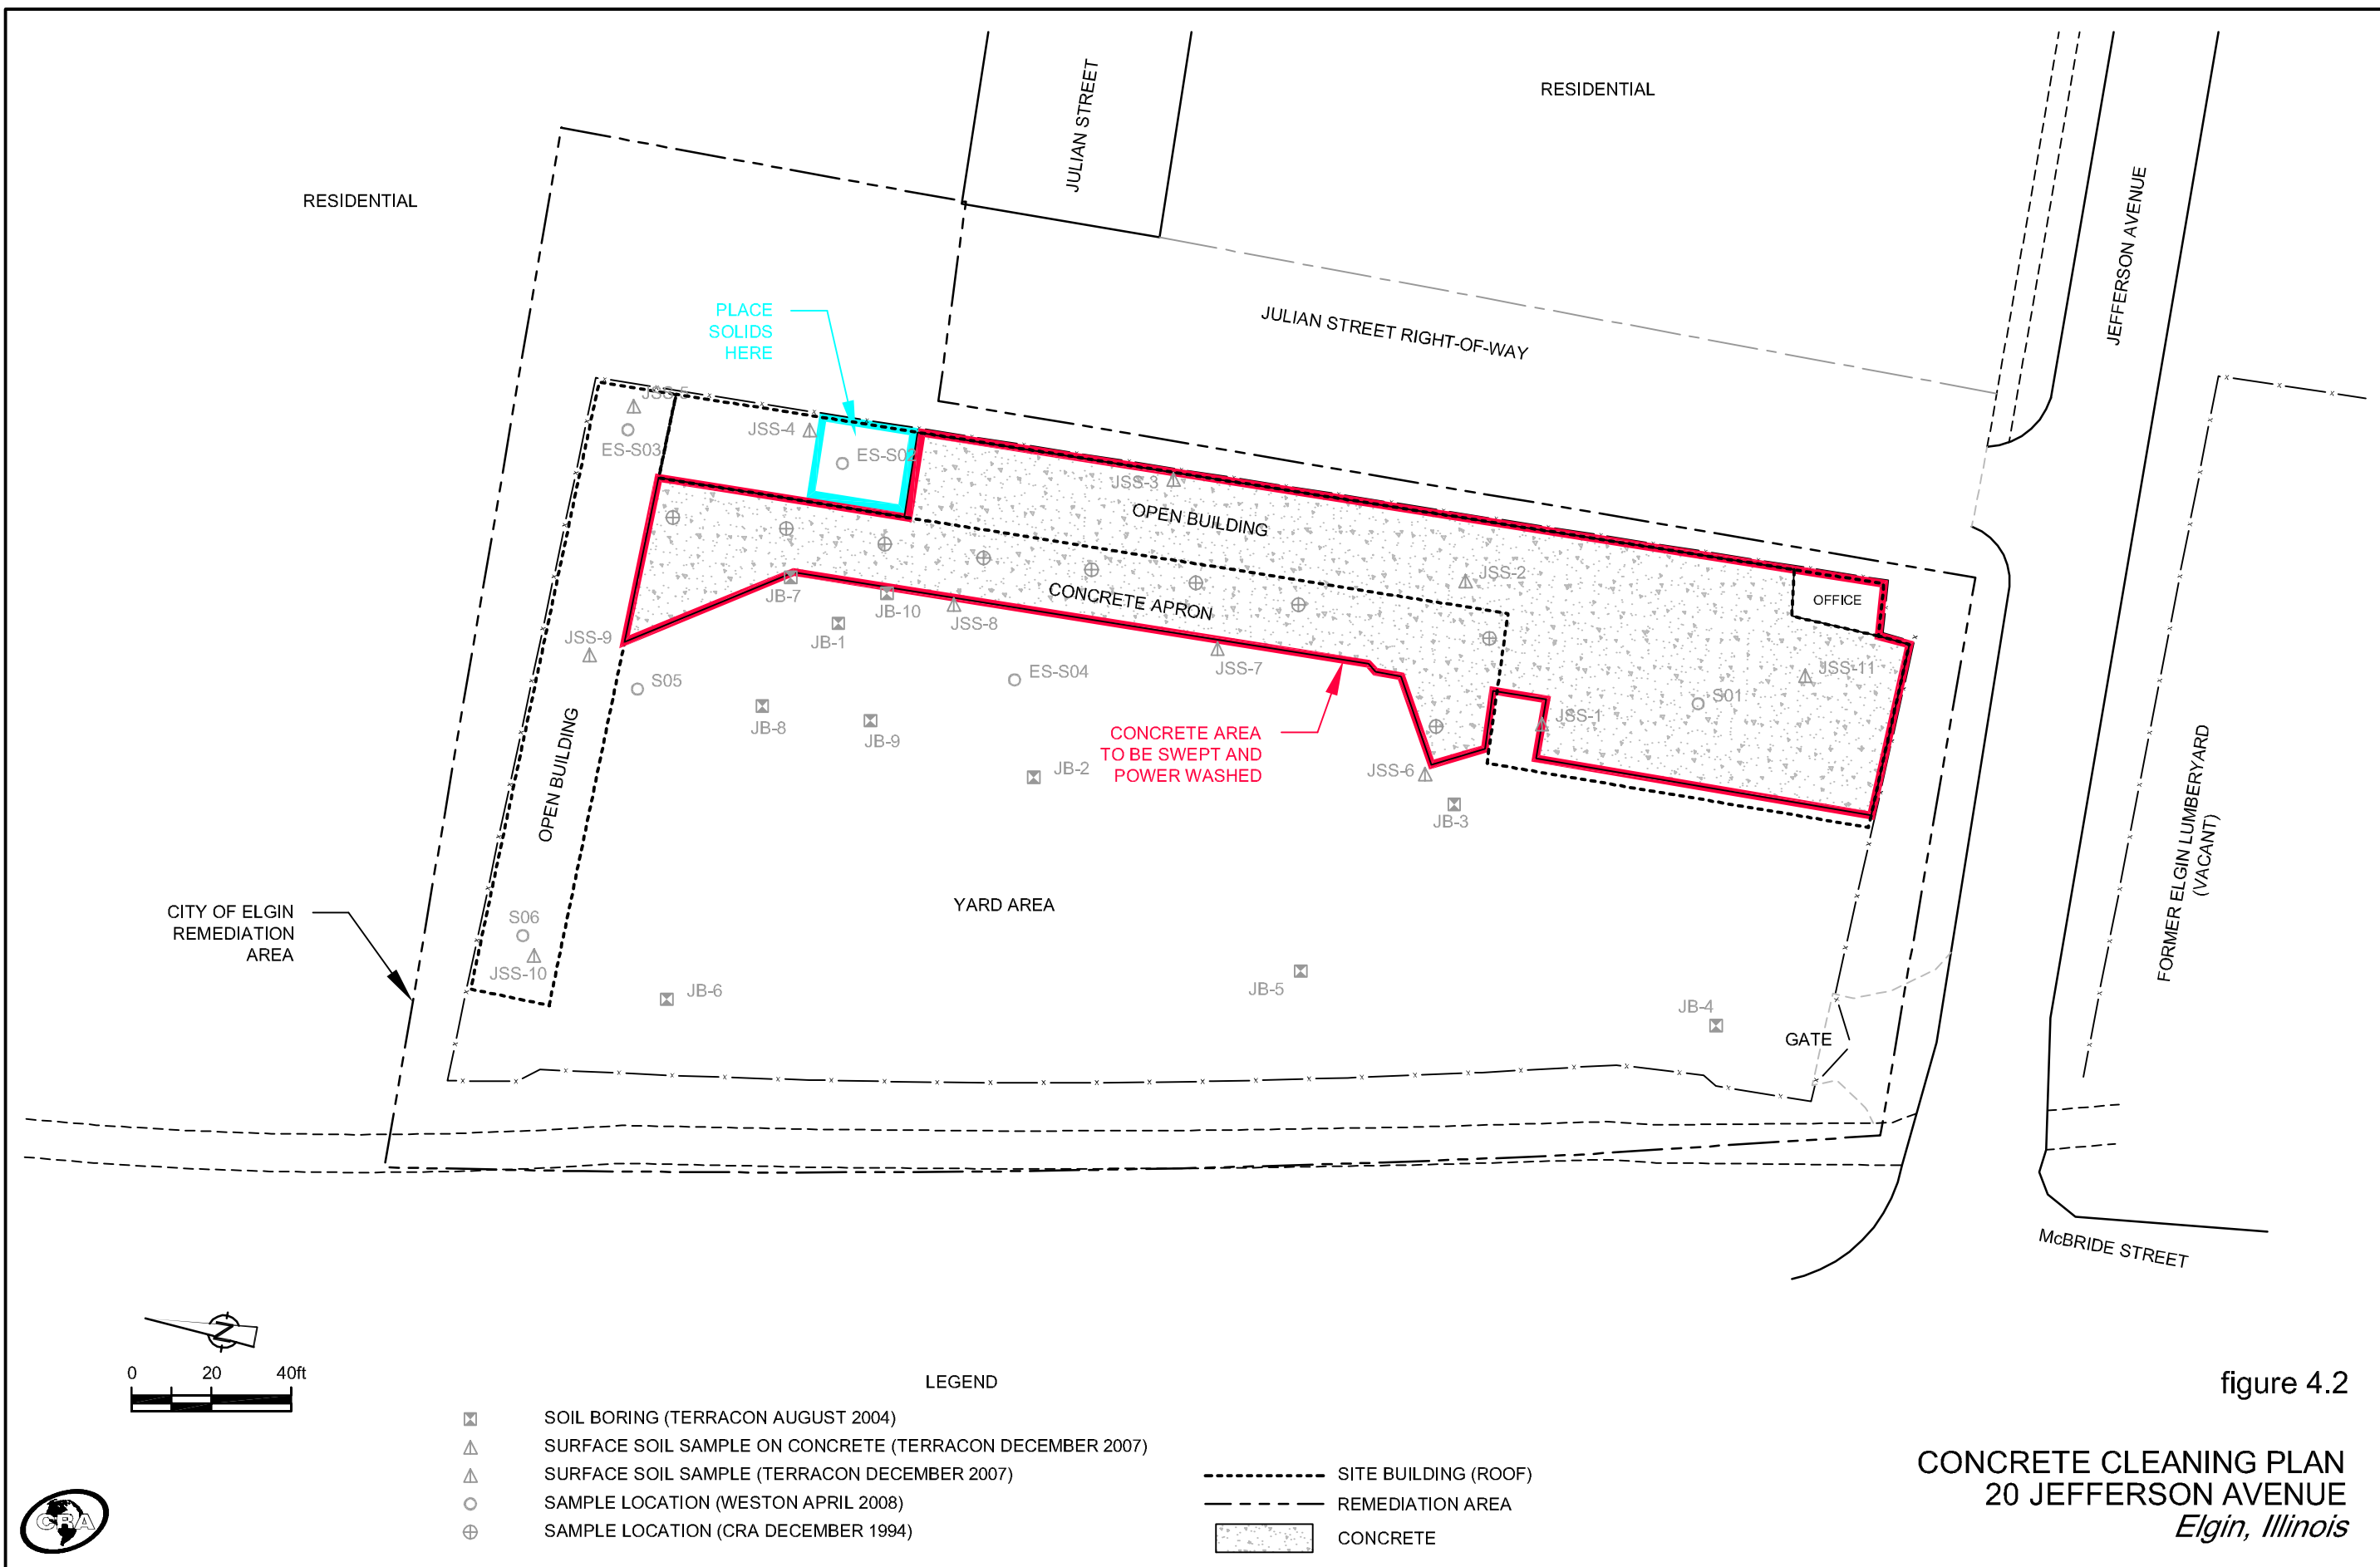 RESIDENTIAL
JULIAN STREET
RESIDENTIAL
JEFFERSON AVENUE
JULIAN STREET RIGHT-OF-WAY
PLACE
SOLIDS
HERE
JSS-5
ES-S03
JSS-4
ES-S02
JSS-3
OPEN BUILDING
JSS-2
OFFICE
CONCRETE APRON
JB-7
JB-10
JB-1
JSS-8
JSS-9
S05
ES-S04
JSS-7
JSS-11
S01
JSS-1
JB-8
JB-9
CONCRETE AREA
TO BE SWEPT AND
POWER WASHED
JB-2
JSS-6
JB-3
OPEN BUILDING
FORMER ELGIN LUMBERYARD
(VACANT)
CITY OF ELGIN
REMEDIATION
AREA
YARD AREA
S06
JSS-10
JB-6
JB-5
JB-4
GATE
McBRIDE STREET
N
0 20 40ft
LEGEND
SOIL BORING (TERRACON AUGUST 2004)
SURFACE SOIL SAMPLE ON CONCRETE (TERRACON DECEMBER 2007)
SURFACE SOIL SAMPLE (TERRACON DECEMBER 2007)
SAMPLE LOCATION (WESTON APRIL 2008)
SAMPLE LOCATION (CRA DECEMBER 1994)
SITE BUILDING (ROOF)
REMEDIATION AREA
CONCRETE
figure 4.2
CONCRETE CLEANING PLAN
20 JEFFERSON AVENUE
Elgin, Illinois
CRA